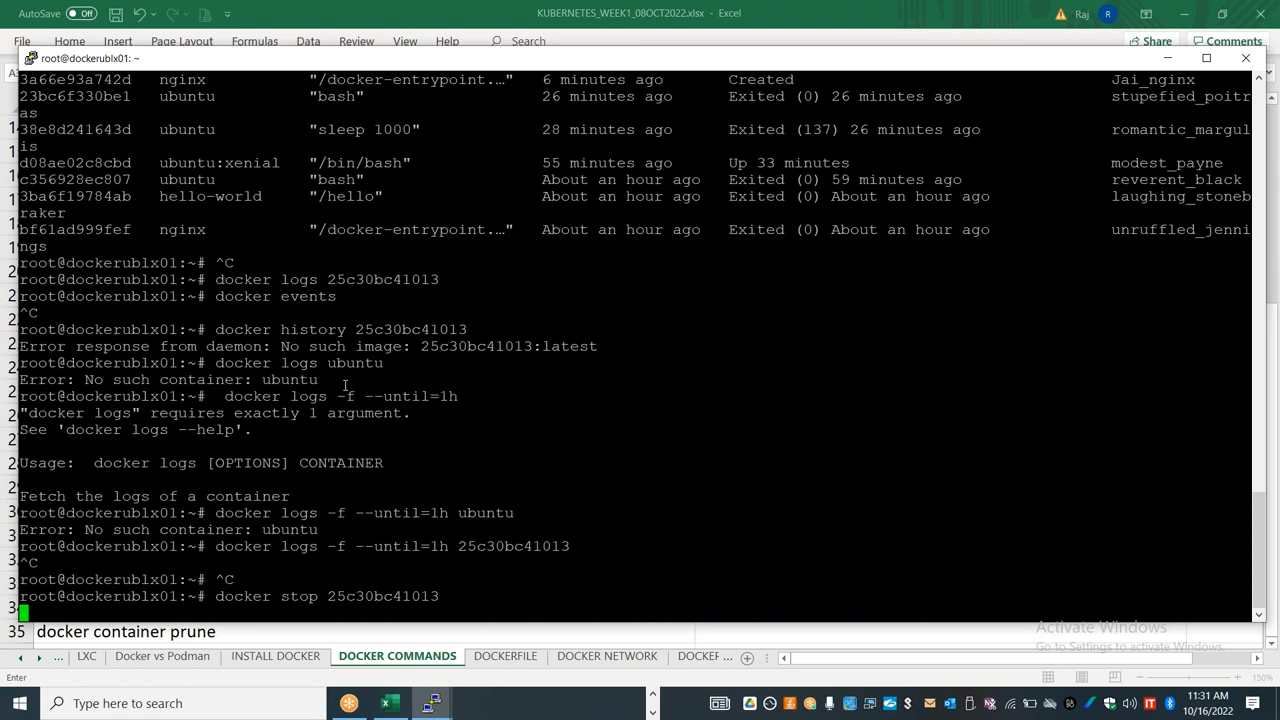 AutoSave Off KUBERNETES_WEEK1_08OCT2022.xlsx - Excel Raj R
File Home Insert Page Layout Formulas Data Review View Help Search Share Comments
root@dockerublx01: ~
3a66e93a742d nginx "/docker-entrypoint.…" 6 minutes ago Created Jai_nginx
23bc6f330be1 ubuntu "bash" 26 minutes ago Exited (0) 26 minutes ago stupefied_poitr
as
38e8d241643d ubuntu "sleep 1000" 28 minutes ago Exited (137) 26 minutes ago romantic_margul
is
d08ae02c8cbd ubuntu:xenial "/bin/bash" 55 minutes ago Up 33 minutes modest_payne
c356928ec807 ubuntu "bash" About an hour ago Exited (0) 59 minutes ago reverent_black
3ba6f19784ab hello-world "/hello" About an hour ago Exited (0) About an hour ago laughing_stoneb
raker
bf61ad999fef nginx "/docker-entrypoint.…" About an hour ago Exited (0) About an hour ago unruffled_jenni
ngs
root@dockerublx01:~# ^C
root@dockerublx01:~# docker logs 25c30bc41013
root@dockerublx01:~# docker events
^C
root@dockerublx01:~# docker history 25c30bc41013
Error response from daemon: No such image: 25c30bc41013:latest
root@dockerublx01:~# docker logs ubuntu
Error: No such container: ubuntu
root@dockerublx01:~#  docker logs -f --until=1h
"docker logs" requires exactly 1 argument.
See 'docker logs --help'.
Usage:  docker logs [OPTIONS] CONTAINER
Fetch the logs of a container
root@dockerublx01:~# docker logs -f --until=1h ubuntu
Error: No such container: ubuntu
root@dockerublx01:~# docker logs -f --until=1h 25c30bc41013
^C
root@dockerublx01:~# ^C
root@dockerublx01:~# docker stop 25c30bc41013
35 docker container prune
Activate Windows
Go to Settings to activate Windows.
... LXC Docker vs Podman INSTALL DOCKER DOCKER COMMANDS DOCKERFILE DOCKER NETWORK DOCKEF ...
Enter 150%
Type here to search 11:31 AM
10/16/2022